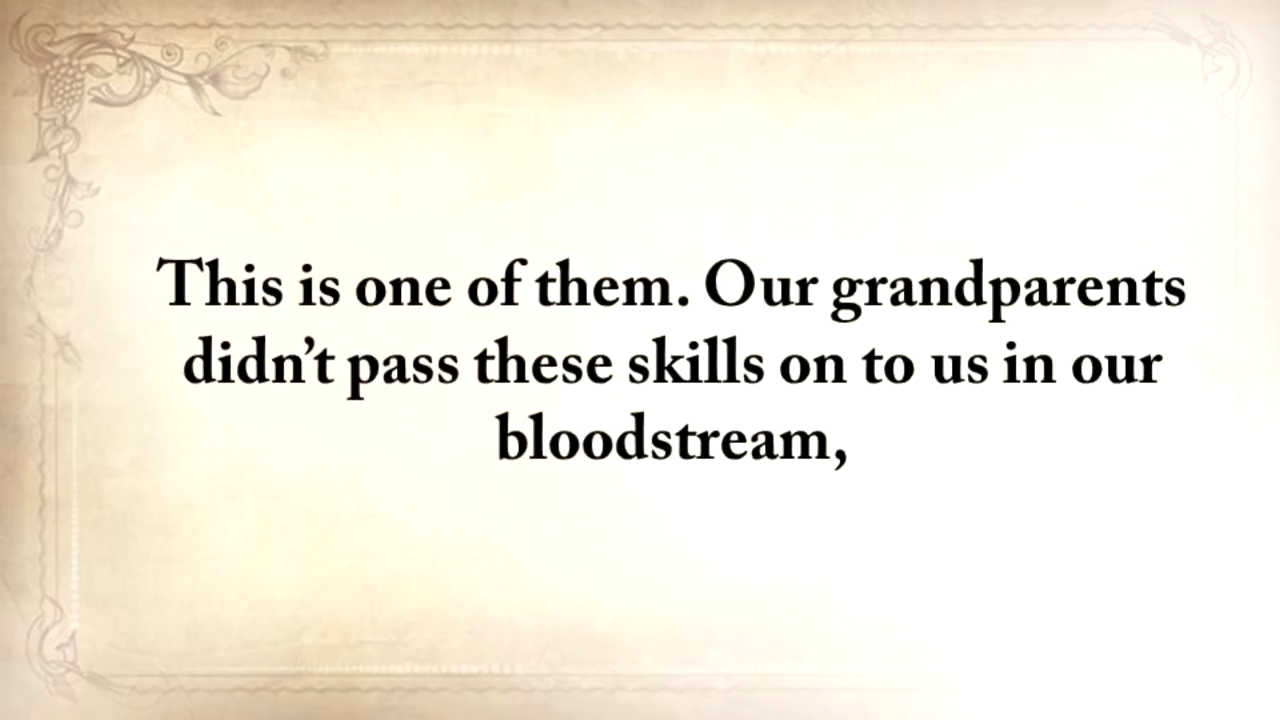 This is one of them. Our grandparents
didn’t pass these skills on to us in our
bloodstream,